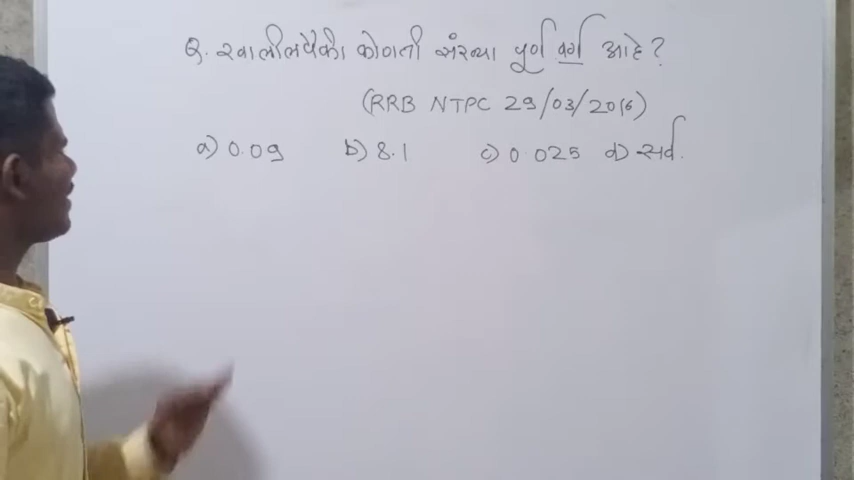 Q. खालीलपैकी कोणती संख्या पूर्ण वर्ग आहे?
(RRB NTPC 29/03/2016)
a) 0.09 b) 8.1 c) 0.025 d) सर्व.